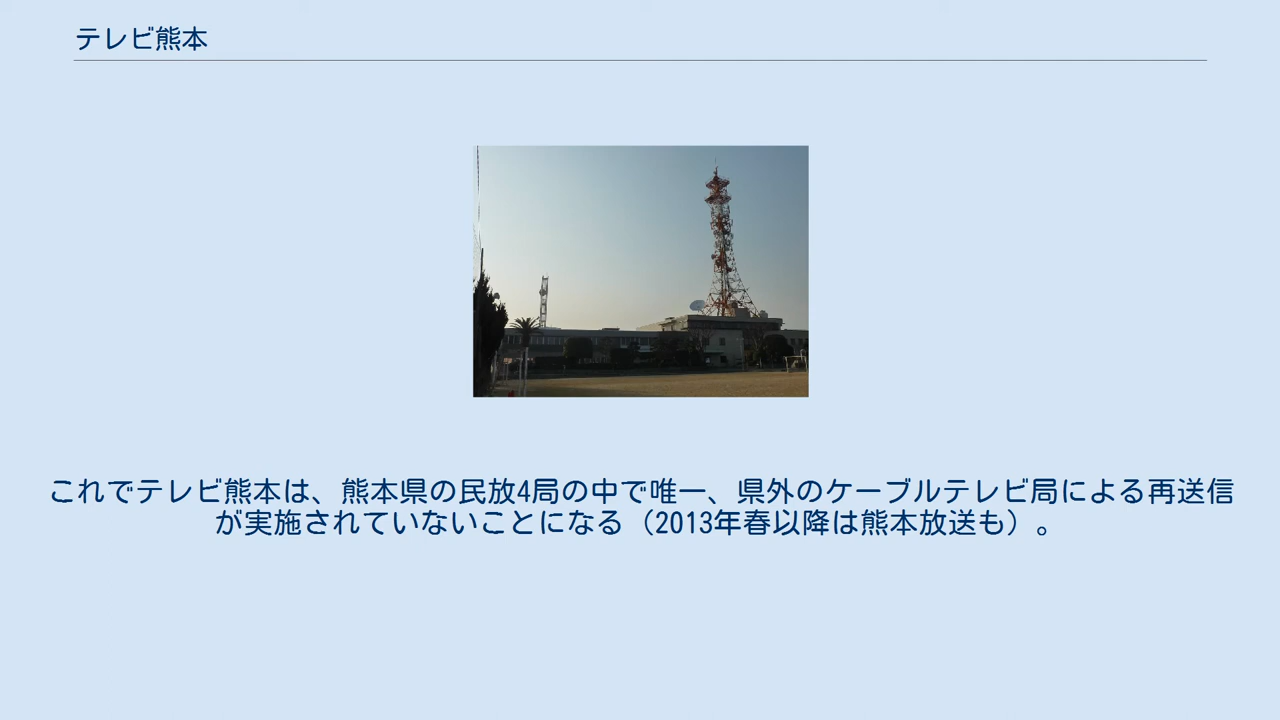 テレビ熊本
これでテレビ熊本は、熊本県の民放4局の中で唯一、県外のケーブルテレビ局による再送信
が実施されていないことになる（2013年春以降は熊本放送も）。